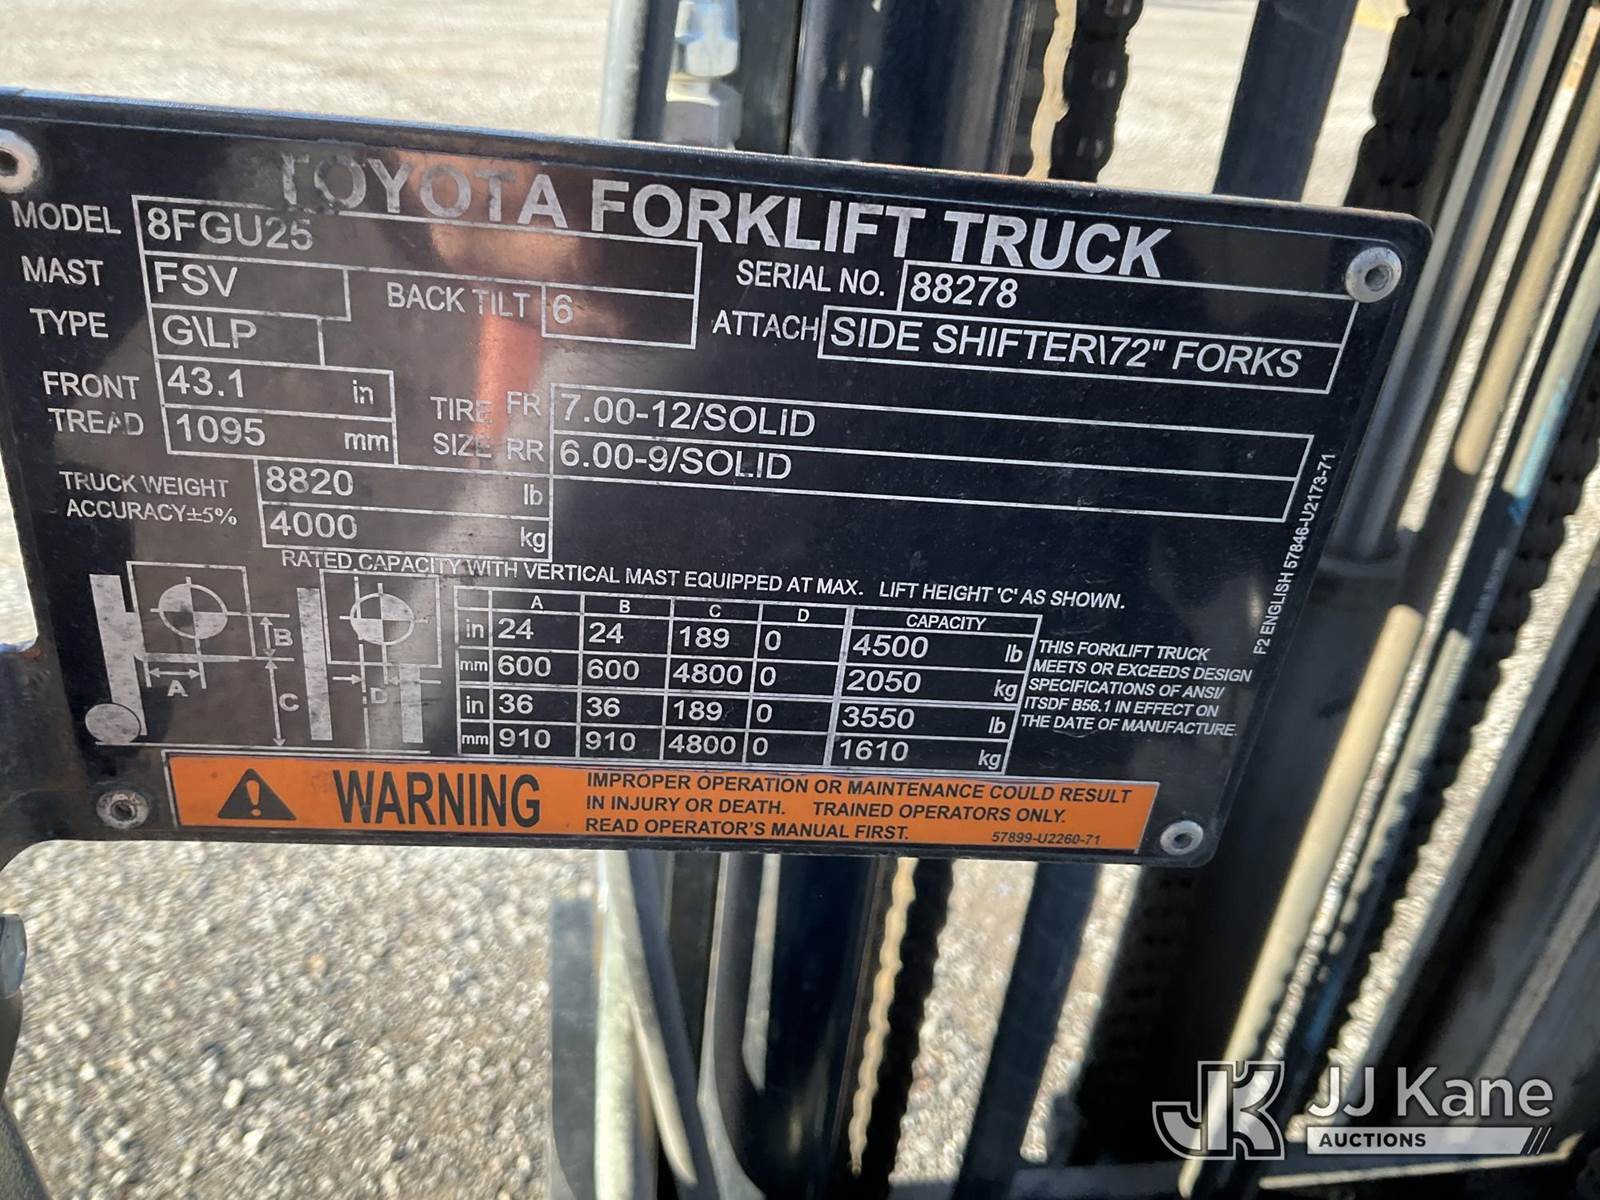 TOYOTA FORKLIFT TRUCK
MODEL 8FGU25
SERIAL NO. 88278
MAST FSV BACK TILT 6
ATTACH SIDE SHIFTER\72" FORKS
TYPE G\LP
FRONT TREAD 43.1 in
1095 mm
TIRE SIZE FR 7.00-12/SOLID
RR 6.00-9/SOLID
TRUCK WEIGHT 8820 lb
ACCURACY±5% 4000 kg
RATED CAPACITY WITH VERTICAL MAST EQUIPPED AT MAX. LIFT HEIGHT 'C' AS SHOWN.
A B C D CAPACITY
in 24 24 189 0 4500 lb
mm 600 600 4800 0 2050 kg
in 36 36 189 0 3550 lb
mm 910 910 4800 0 1610 kg
B
A
C
D
THIS FORKLIFT TRUCK
MEETS OR EXCEEDS DESIGN
SPECIFICATIONS OF ANSI/
ITSDF B56.1 IN EFFECT ON
THE DATE OF MANUFACTURE.
F2 ENGLISH 57846-U2173-71
WARNING
IMPROPER OPERATION OR MAINTENANCE COULD RESULT
IN INJURY OR DEATH. TRAINED OPERATORS ONLY.
READ OPERATOR'S MANUAL FIRST. 57899-U2260-71
JK JJ Kane
AUCTIONS